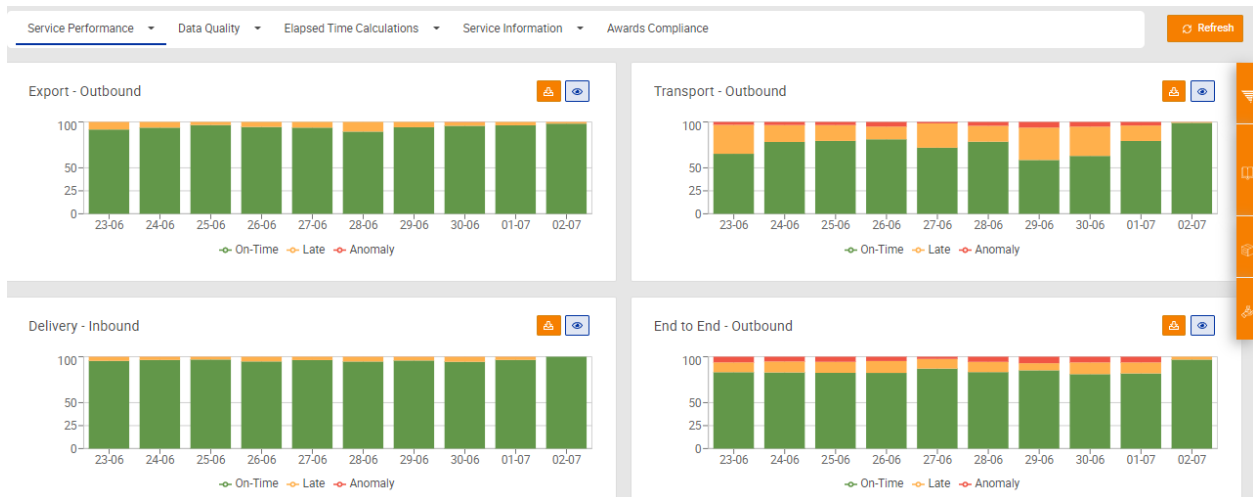 Service Performance Data Quality Elapsed Time Calculations Service Information Awards Compliance Refresh
Export - Outbound
100
50
25
0
23-06 24-06 25-06 26-06 27-06 28-06 29-06 30-06 01-07 02-07
On-Time Late Anomaly
Transport - Outbound
100
50
25
0
23-06 24-06 25-06 26-06 27-06 28-06 29-06 30-06 01-07 02-07
On-Time Late Anomaly
Delivery - Inbound
100
50
25
0
23-06 24-06 25-06 26-06 27-06 28-06 29-06 30-06 01-07 02-07
On-Time Late Anomaly
End to End - Outbound
100
50
25
0
23-06 24-06 25-06 26-06 27-06 28-06 29-06 30-06 01-07 02-07
On-Time Late Anomaly